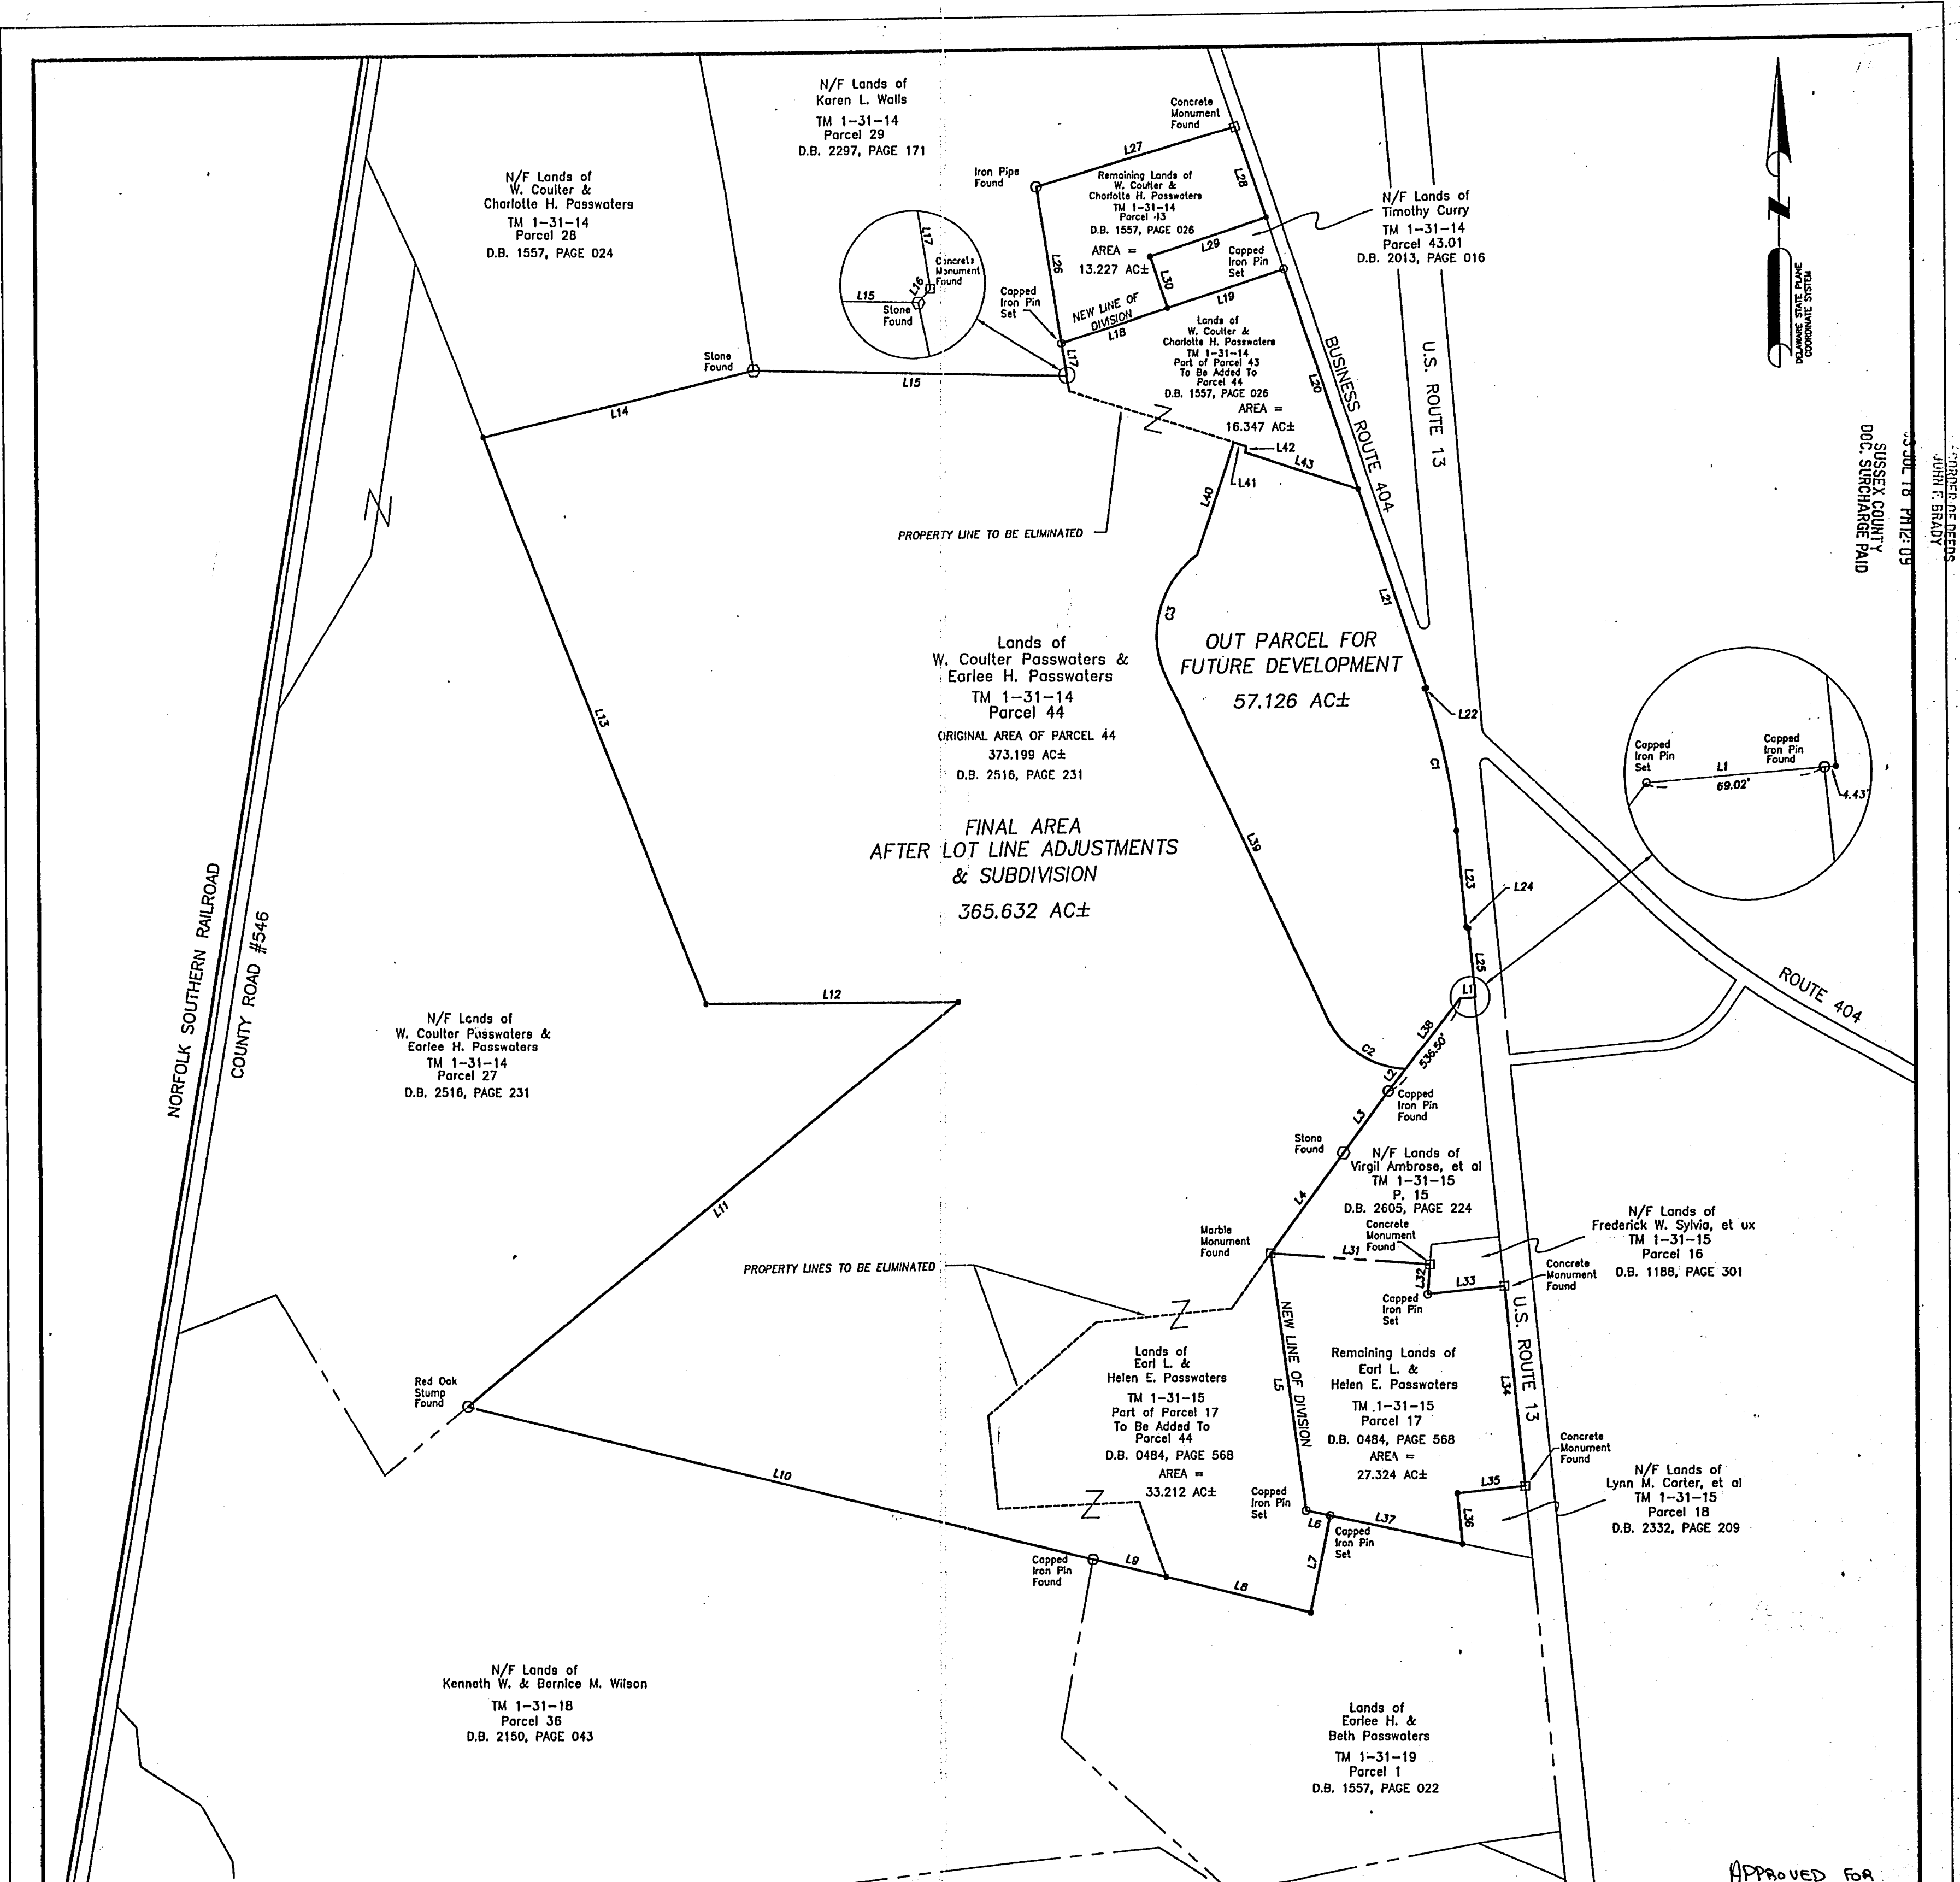 N/F Lands of
Karen L. Walls
TM 1-31-14
Parcel 29
D.B. 2297, PAGE 171
N/F Lands of
W. Coulter &
Charlotte H. Passwaters
TM 1-31-14
Parcel 28
D.B. 1557, PAGE 024
Concrete
Monument
Found
L27
Iron Pipe
Found
Remaining Lands of
W. Coulter &
Charlotte H. Passwaters
TM 1-31-14
Parcel 43
D.B. 1557, PAGE 026
AREA =
13.227 AC±
L28
L29
L30
L26
Capped
Iron Pin
Set
L19
N/F Lands of
Timothy Curry
TM 1-31-14
Parcel 43.01
D.B. 2013, PAGE 016
N
DELAWARE STATE PLANE
COORDINATE SYSTEM
L17
Concrete
Monument
Found
L16
L15
Stone
Found
Capped
Iron Pin
Set
NEW LINE OF
DIVISION
L18
L17
Lands of
W. Coulter &
Charlotte H. Passwaters
TM 1-31-14
Part of Parcel 43
To Be Added To
Parcel 44
D.B. 1557, PAGE 026
AREA =
16.347 AC±
Stone
Found
L15
L14
L20
BUSINESS ROUTE 404
U.S. ROUTE 13
L42
L43
L41
L40
PROPERTY LINE TO BE ELIMINATED
RECORDER OF DEEDS
JOHN F. BRADY
03 JUL 18 PM 12:09
SUSSEX COUNTY
DOC. SURCHARGE PAID
C3
L21
L13
Lands of
W. Coulter Passwaters &
Earlee H. Passwaters
TM 1-31-14
Parcel 44
ORIGINAL AREA OF PARCEL 44
373.199 AC±
D.B. 2516, PAGE 231
OUT PARCEL FOR
FUTURE DEVELOPMENT
57.126 AC±
L22
C1
Capped
Iron Pin
Set
Capped
Iron Pin
Found
L1
69.02'
4.43'
FINAL AREA
AFTER LOT LINE ADJUSTMENTS
& SUBDIVISION
365.632 AC±
L39
L23
L24
L25
L1
NORFOLK SOUTHERN RAILROAD
COUNTY ROAD #546
L12
ROUTE 404
N/F Lands of
W. Coulter Passwaters &
Earlee H. Passwaters
TM 1-31-14
Parcel 27
D.B. 2516, PAGE 231
L38
536.50'
C2
L2
Capped
Iron Pin
Found
L3
Stone
Found
N/F Lands of
Virgil Ambrose, et al
TM 1-31-15
P. 15
D.B. 2605, PAGE 224
L4
L11
Marble
Monument
Found
Concrete
Monument
Found
L31
L32
L33
Capped
Iron Pin
Set
N/F Lands of
Frederick W. Sylvia, et ux
TM 1-31-15
Parcel 16
D.B. 1188, PAGE 301
Concrete
Monument
Found
PROPERTY LINES TO BE ELIMINATED
NEW LINE OF DIVISION
L5
U.S. ROUTE 13
L34
Lands of
Earl L. &
Helen E. Passwaters
TM 1-31-15
Part of Parcel 17
To Be Added To
Parcel 44
D.B. 0484, PAGE 568
AREA =
33.212 AC±
Remaining Lands of
Earl L. &
Helen E. Passwaters
TM 1-31-15
Parcel 17
D.B. 0484, PAGE 568
AREA =
27.324 AC±
Red Oak
Stump
Found
L10
Concrete
Monument
Found
L35
L36
L37
N/F Lands of
Lynn M. Carter, et al
TM 1-31-15
Parcel 18
D.B. 2332, PAGE 209
Capped
Iron Pin
Set
L6
Capped
Iron Pin
Set
L7
Capped
Iron Pin
Found
L9
L8
N/F Lands of
Kenneth W. & Bernice M. Wilson
TM 1-31-18
Parcel 36
D.B. 2150, PAGE 043
Lands of
Earlee H. &
Beth Passwaters
TM 1-31-19
Parcel 1
D.B. 1557, PAGE 022
APPROVED FOR